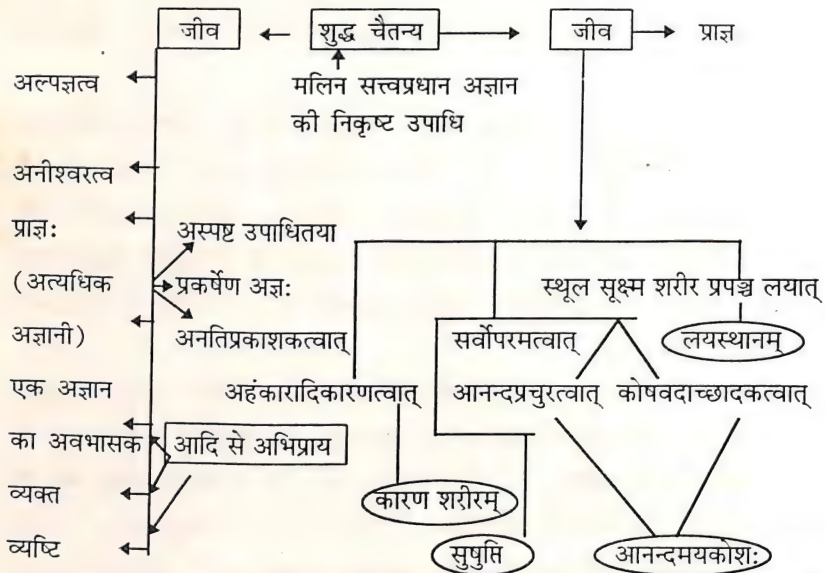 जीव शुद्ध चैतन्य जीव प्राज्ञ
अल्पज्ञत्व
मलिन सत्त्वप्रधान अज्ञान
की निकृष्ट उपाधि
अनीश्वरत्व
प्राज्ञ:
(अत्यधिक
अज्ञानी)
एक अज्ञान
का अवभासक
व्यक्त
व्यष्टि
अस्पष्ट उपाधितया
प्रकर्षेण अज्ञ:
अनतिप्रकाशकत्वात्
आदि से अभिप्राय
स्थूल सूक्ष्म शरीर प्रपञ्च लयात्
सर्वोपरमत्वात्
लयस्थानम्
अहंकारादिकारणत्वात्
आनन्दप्रचुरत्वात्
कोषवदाच्छादकत्वात्
कारण शरीरम्
सुषुप्ति
आनन्दमयकोश: